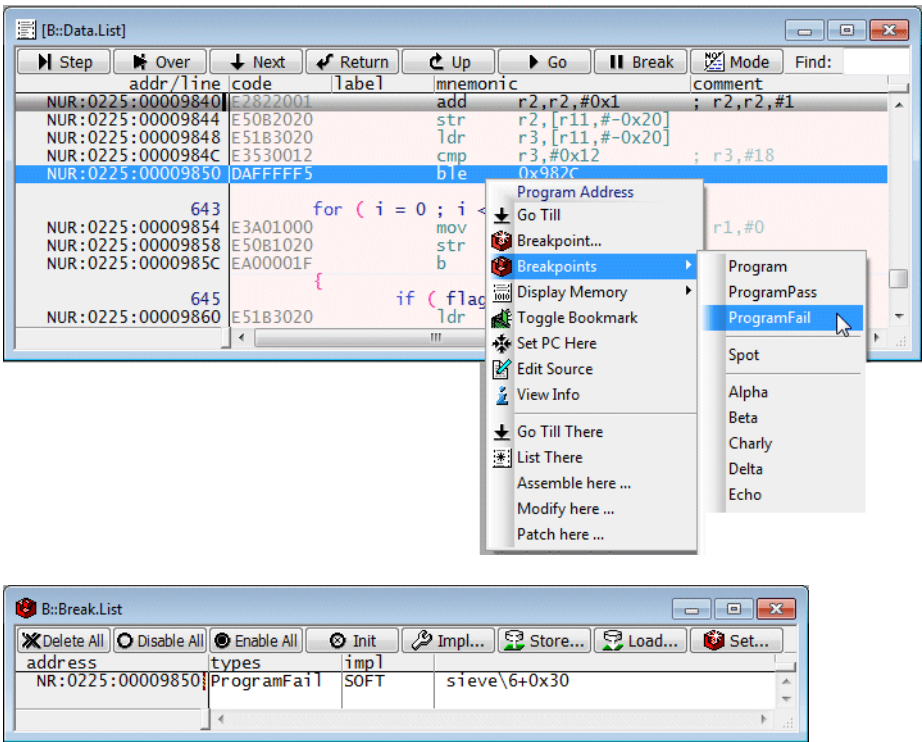 [B::Data.List]
Step Over Next Return Up Go Break Mode Find:
addr/line code label mnemonic comment
NUR:0225:00009840 E2822001 add r2,r2,#0x1 ; r2,r2,#1
NUR:0225:00009844 E50B2020 str r2,[r11,#-0x20]
NUR:0225:00009848 E51B3020 ldr r3,[r11,#-0x20]
NUR:0225:0000984C E3530012 cmp r3,#0x12 ; r3,#18
NUR:0225:00009850 DAFFFFF5 ble 0x982C
643 for ( i = 0 ; i <
NUR:0225:00009854 E3A01000 mov r1,#0
NUR:0225:00009858 E50B1020 str
NUR:0225:0000985C EA00001F b
{
645 if ( flag
NUR:0225:00009860 E51B3020 ldr
Program Address
Go Till
Breakpoint...
Breakpoints
Display Memory
Toggle Bookmark
Set PC Here
Edit Source
View Info
Go Till There
List There
Assemble here ...
Modify here ...
Patch here ...
Program
ProgramPass
ProgramFail
Spot
Alpha
Beta
Charly
Delta
Echo
B::Break.List
Delete All Disable All Enable All Init Impl... Store... Load... Set...
address types impl
NR:0225:00009850 ProgramFail SOFT sieve\6+0x30